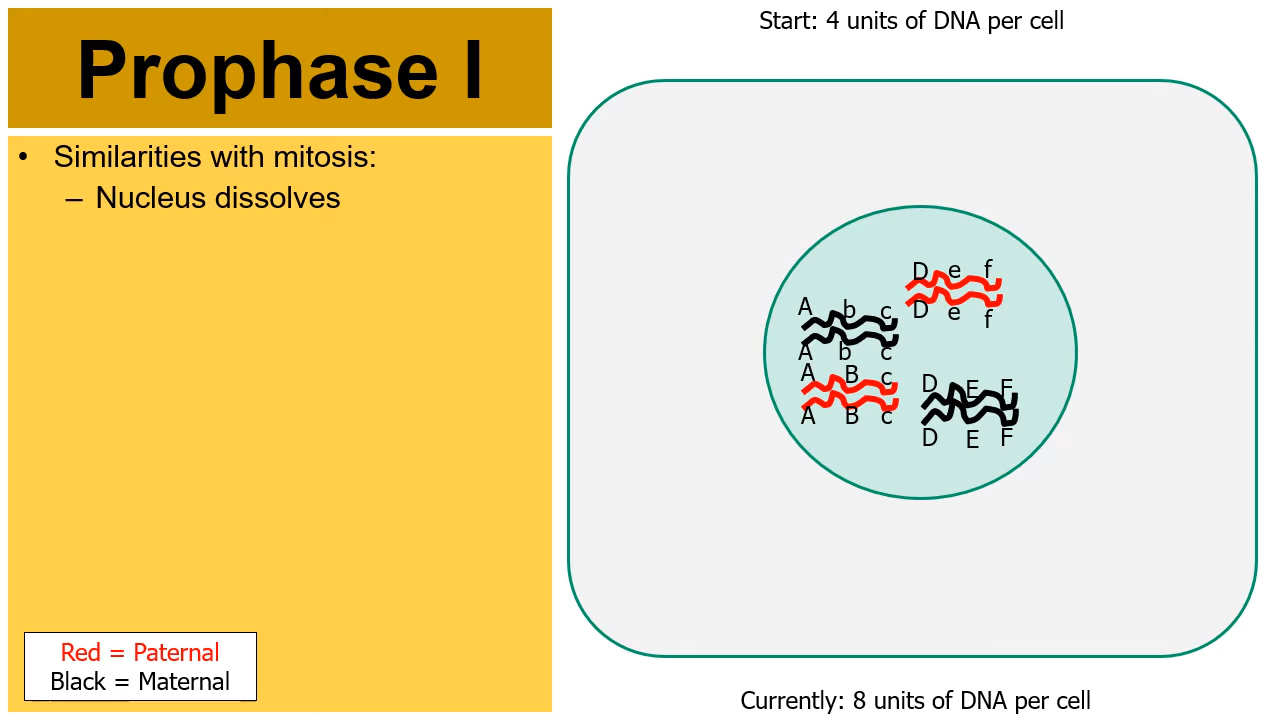 Start: 4 units of DNA per cell
Prophase I
• Similarities with mitosis:
– Nucleus dissolves
D e f
D e f
A b c
A b c
A B c
A B c
D E F
D E F
Red = Paternal
Black = Maternal
Currently: 8 units of DNA per cell